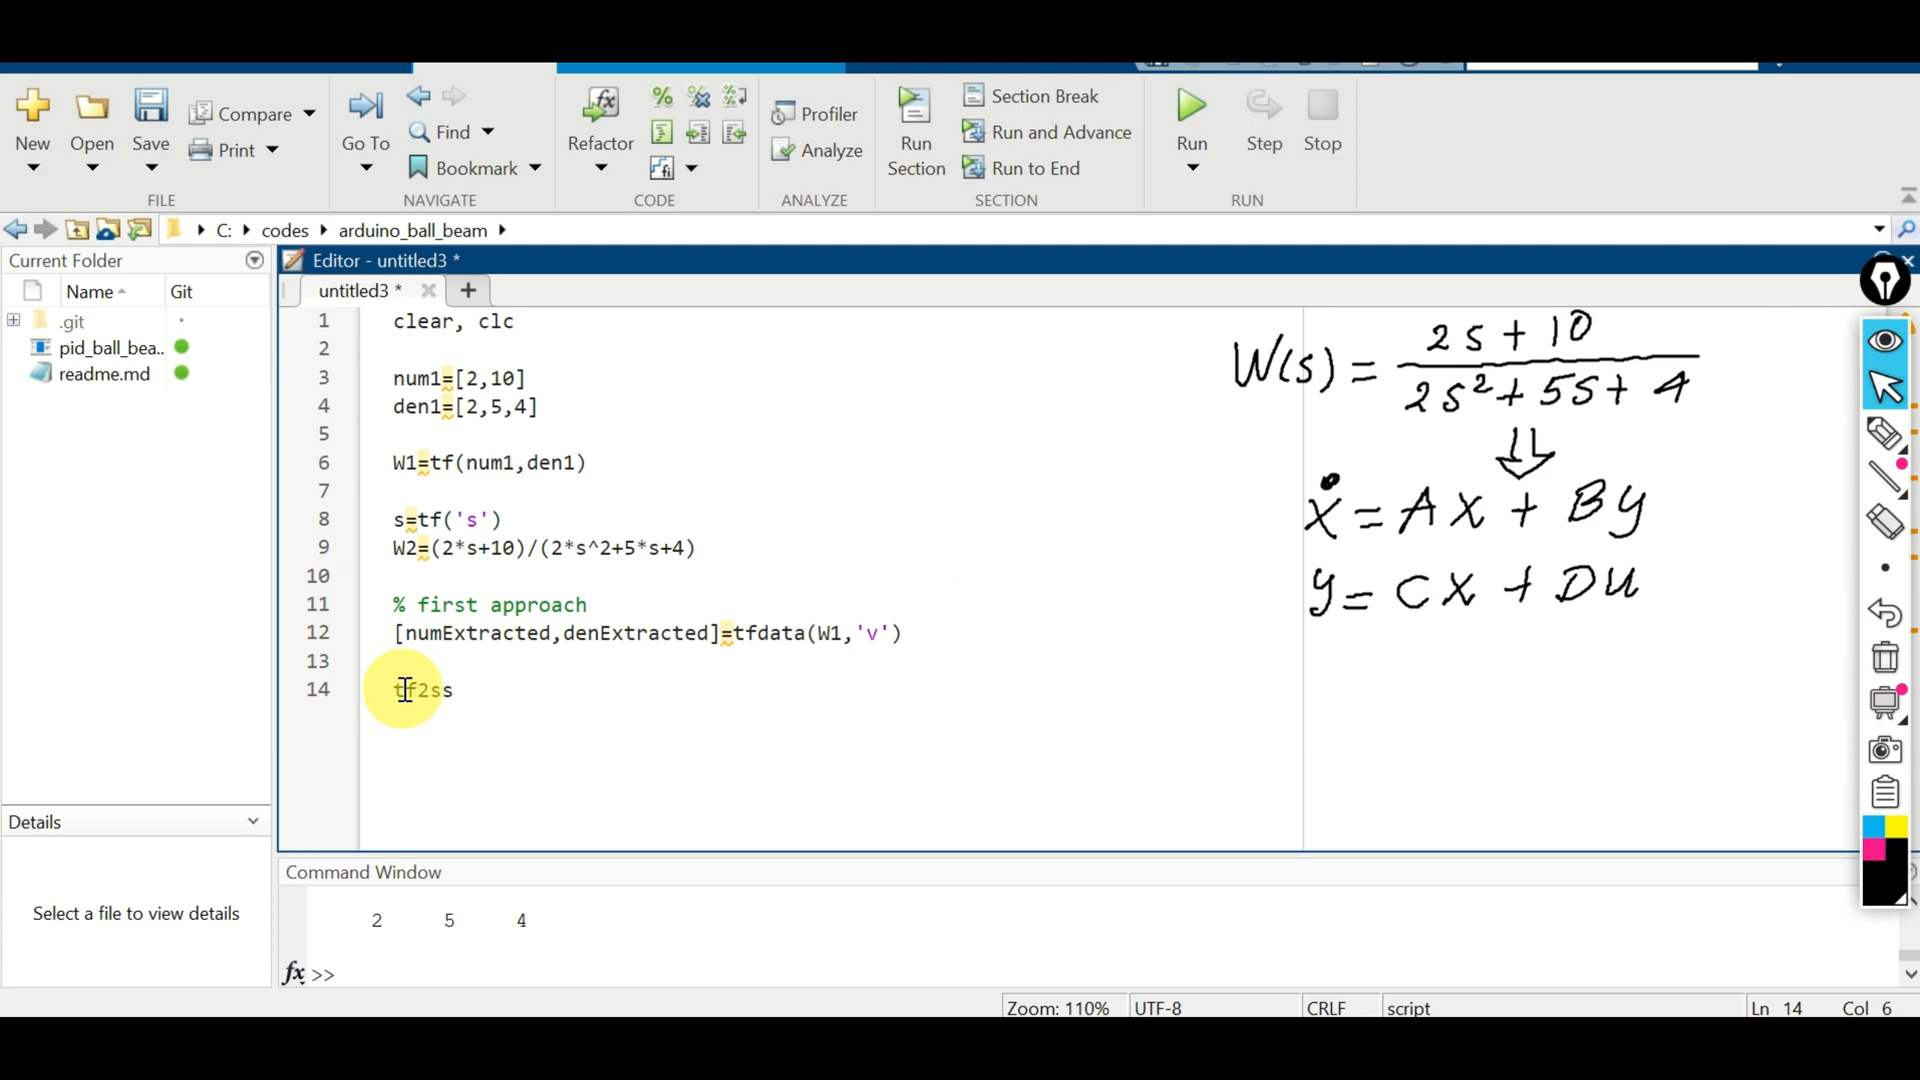 New
Open
Save
Compare
Print
FILE
Go To
Find
Bookmark
NAVIGATE
Refactor
CODE
Profiler
Analyze
ANALYZE
Run Section
Section Break
Run and Advance
Run to End
SECTION
Run
Step
Stop
RUN
C: codes arduino_ball_beam
Current Folder
Name Git
.git
pid_ball_bea..
readme.md
Details
Select a file to view details
Editor - untitled3 *
untitled3 *
1 clear, clc
2
3 num1=[2,10]
4 den1=[2,5,4]
5
6 W1=tf(num1,den1)
7
8 s=tf('s')
9 W2=(2*s+10)/(2*s^2+5*s+4)
10
11 % first approach
12 [numExtracted,denExtracted]=tfdata(W1,'v')
13
14 tf2ss
W(s) = 2s+10 / 2s²+5s+4
⇓
ẋ = Ax + By
y = Cx + Du
Command Window
2 5 4
fx >>
Zoom: 110% UTF-8 CRLF script Ln 14 Col 6